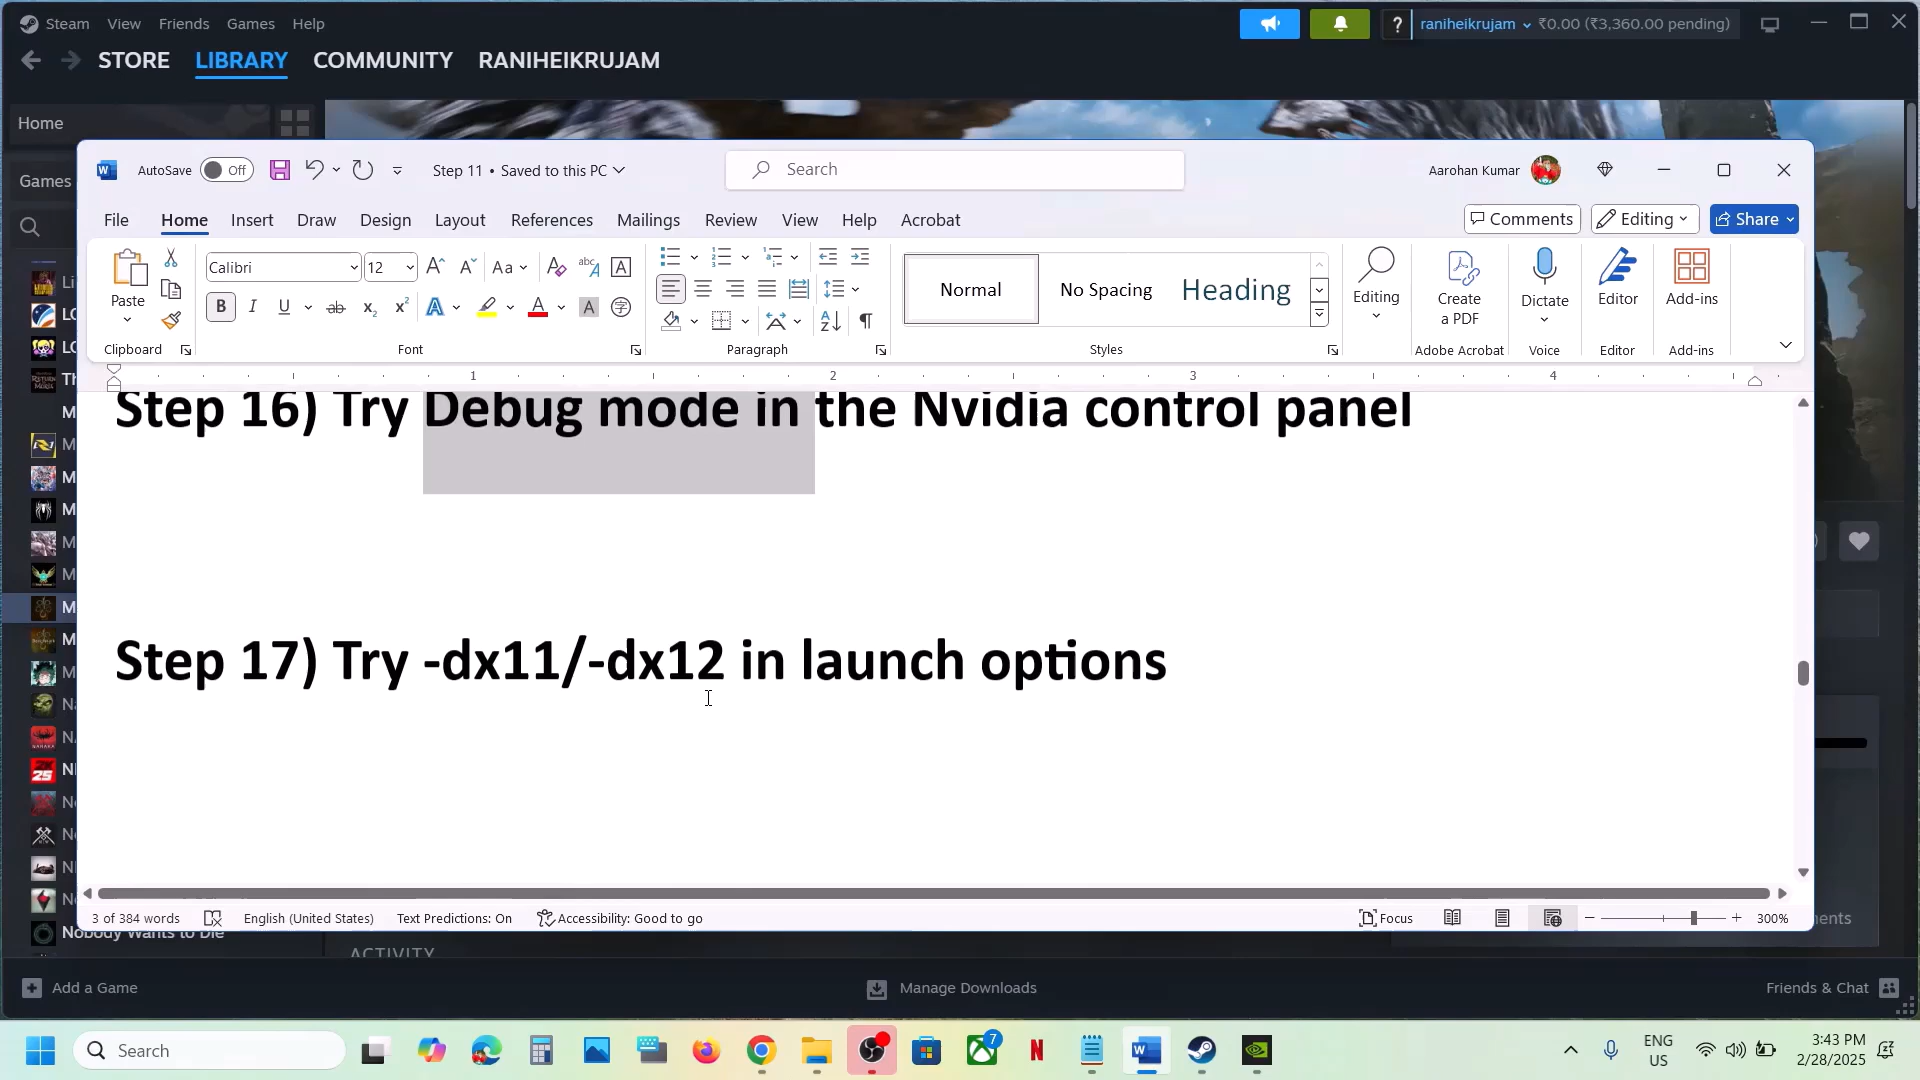 Steam View Friends Games Help
raniheikrujam ₹0.00 (₹3,360.00 pending)
STORE LIBRARY COMMUNITY RANIHEIKRUJAM
Home
Games
AutoSave Off Step 11 • Saved to this PC Search Aarohan Kumar
File Home Insert Draw Design Layout References Mailings Review View Help Acrobat Comments Editing Share
Paste Calibri 12 Normal No Spacing Heading Editing Create a PDF Dictate Editor Add-ins
Clipboard Font Paragraph Styles Adobe Acrobat Voice Editor Add-ins
1 2 3 4
Step 16) Try Debug mode in the Nvidia control panel
Step 17) Try -dx11/-dx12 in launch options
3 of 384 words English (United States) Text Predictions: On Accessibility: Good to go Focus 300%
Nobody Wants to Die
ACTIVITY
Add a Game Manage Downloads Friends & Chat
Search 7 ENG US 3:43 PM 2/28/2025